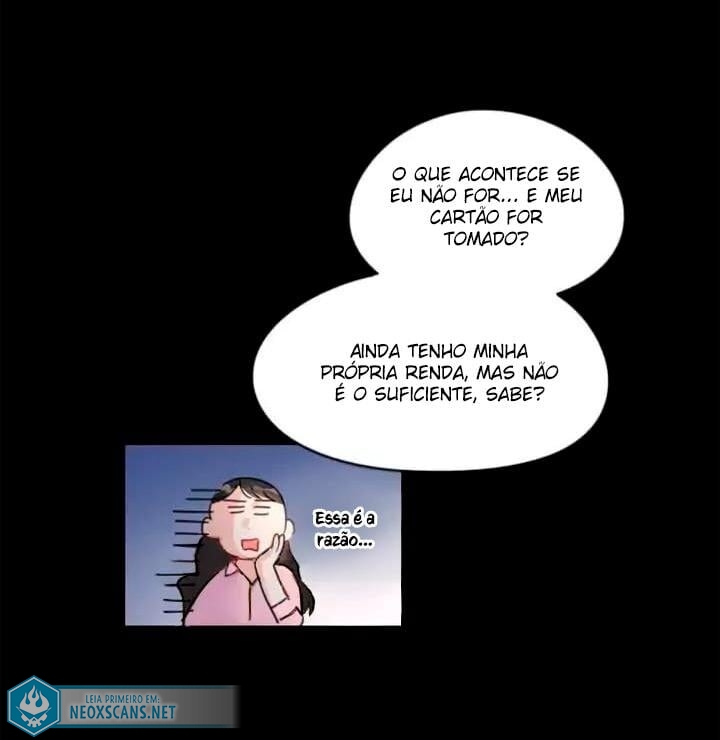 O QUE ACONTECE SE
EU NÃO FOR... E MEU
CARTÃO FOR
TOMADO?
AINDA TENHO MINHA
PRÓPRIA RENDA, MAS NÃO
É O SUFICIENTE, SABE?
Essa é a
razão...
LEIA PRIMEIRO EM:
NEOXSCANS.NET